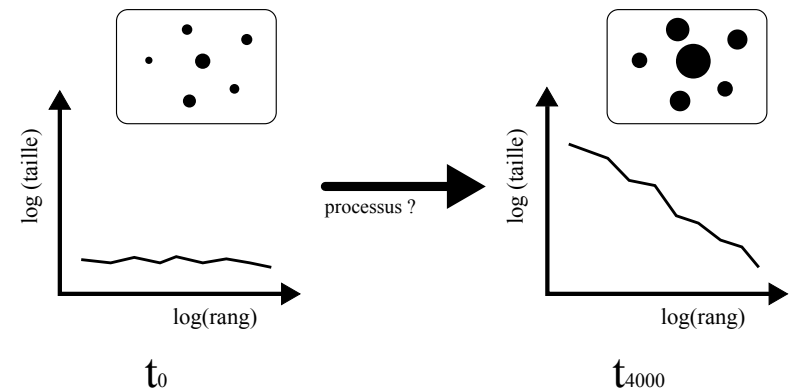 log (taille)
log(rang)
t0
processus ?
log (taille)
log(rang)
t4000